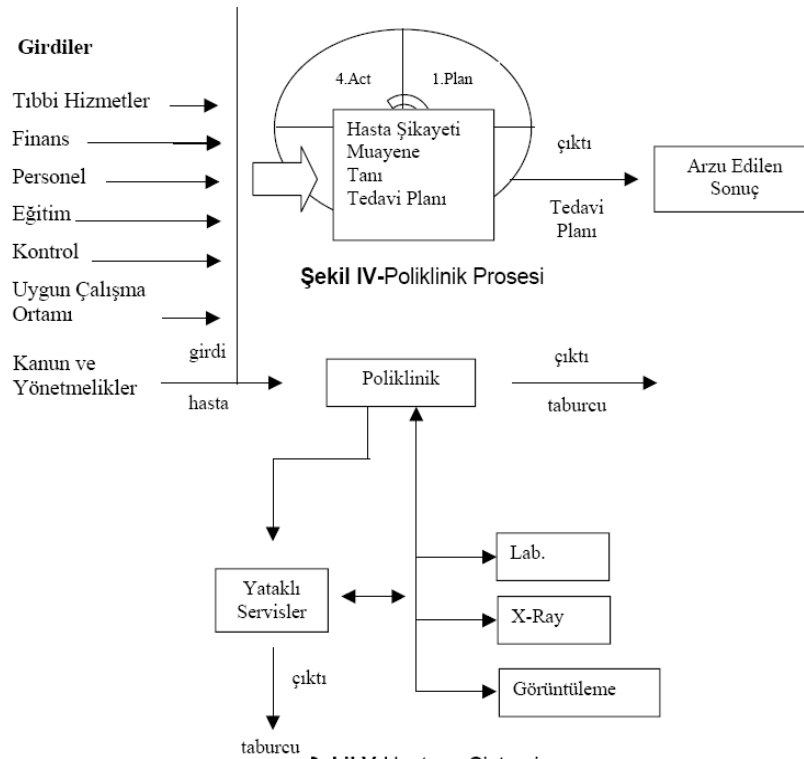 Girdiler
Tıbbi Hizmetler
Finans
Personel
Eğitim
Kontrol
Uygun Çalışma
Ortamı
Kanun ve
Yönetmelikler
4.Act
1.Plan
Hasta Şikayeti
Muayene
Tanı
Tedavi Planı
çıktı
Tedavi
Planı
Arzu Edilen
Sonuç
Şekil IV-Poliklinik Prosesi
girdi
hasta
Poliklinik
çıktı
taburcu
Yataklı
Servisler
Lab.
X-Ray
Görüntüleme
çıktı
taburcu